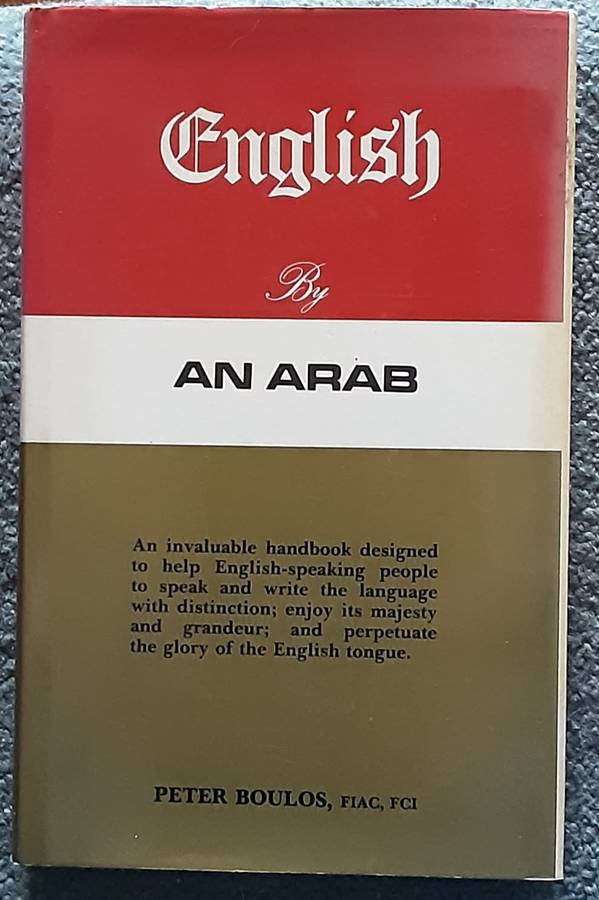 English
By
AN ARAB
An invaluable handbook designed
to help English-speaking people
to speak and write the language
with distinction; enjoy its majesty
and grandeur; and perpetuate
the glory of the English tongue.
PETER BOULOS, FIAC, FCI